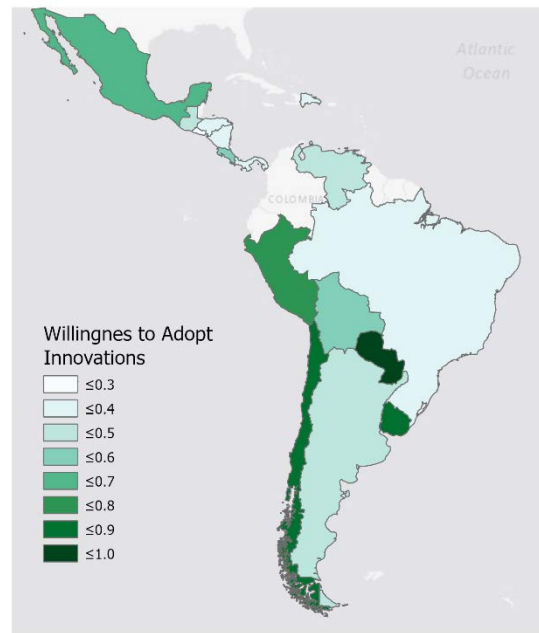 Atlantic
Ocean
COLOMBIA
Willingnes to Adopt
Innovations
≤0.3
≤0.4
≤0.5
≤0.6
≤0.7
≤0.8
≤0.9
≤1.0